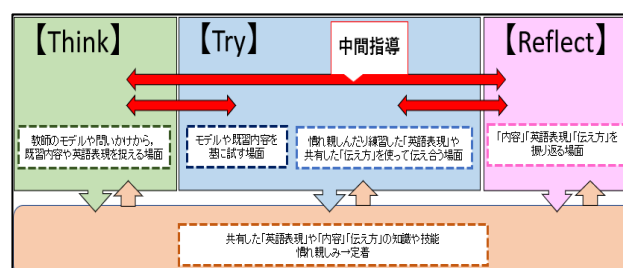 【Think】
【Try】
中間指導
【Reflect】
教師のモデルや問いかけから,
既習内容や英語表現を捉える場面
モデルや既習内容を
基に試す場面
慣れ親しんだり練習した「英語表現」や
共有した「伝え方」を使って伝え合う場面
「内容」「英語表現」「伝え方」を
振り返る場面
共有した「英語表現」や「内容」「伝え方」の知識や技能
慣れ親しみ→定着